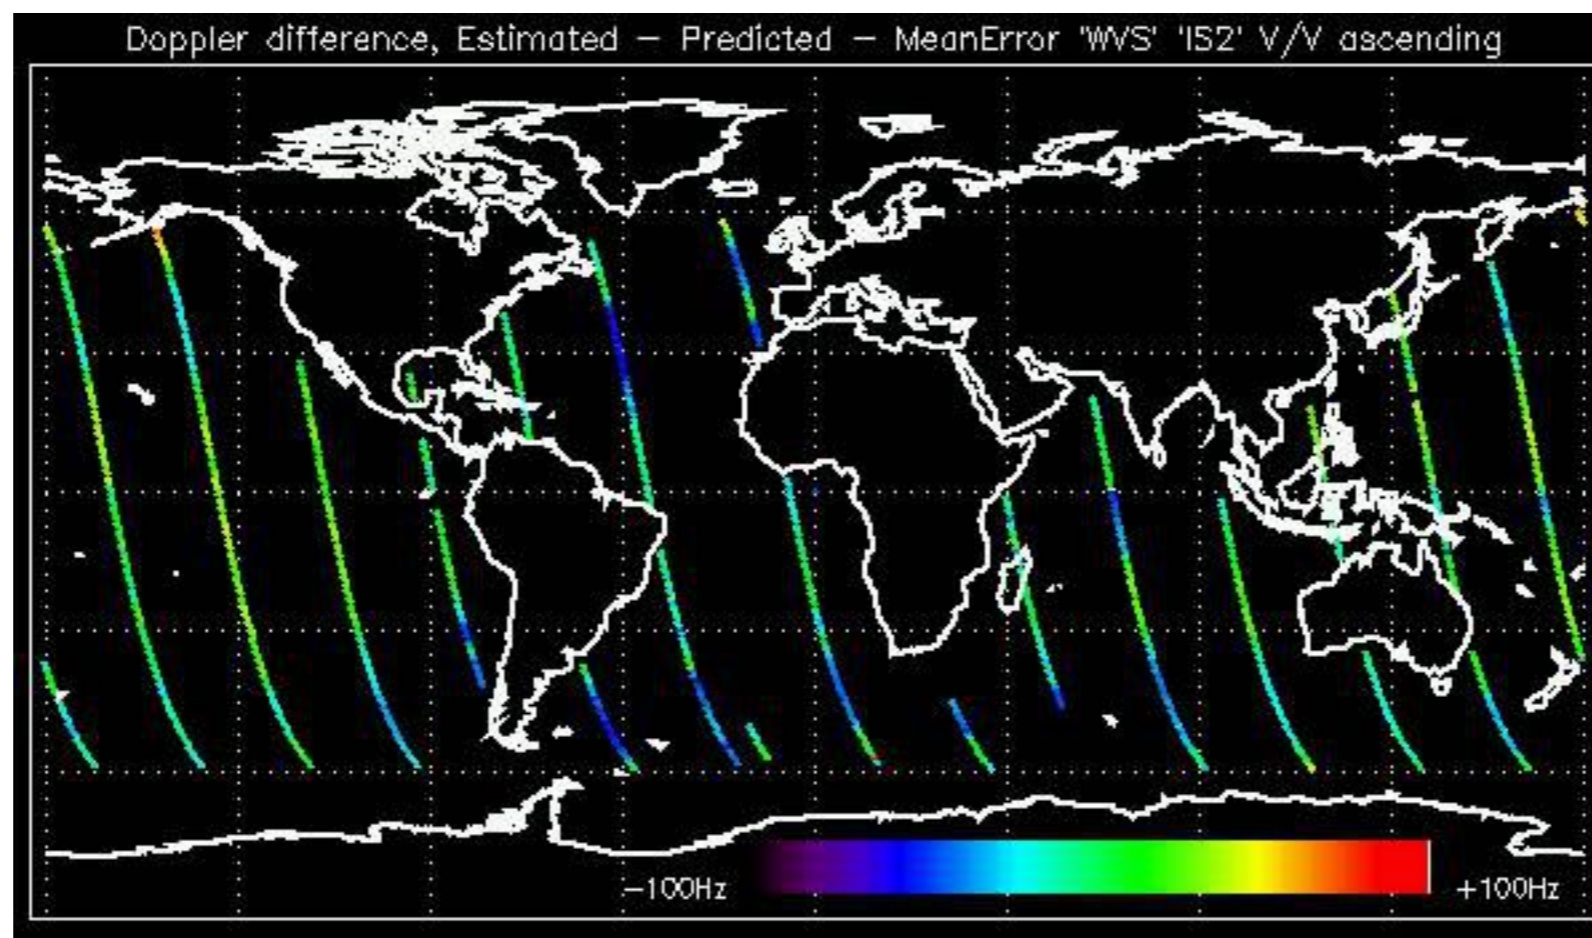 Doppler difference, Estimated – Predicted – MeanError 'WVS' 'IS2' V/V ascending
–100Hz +100Hz